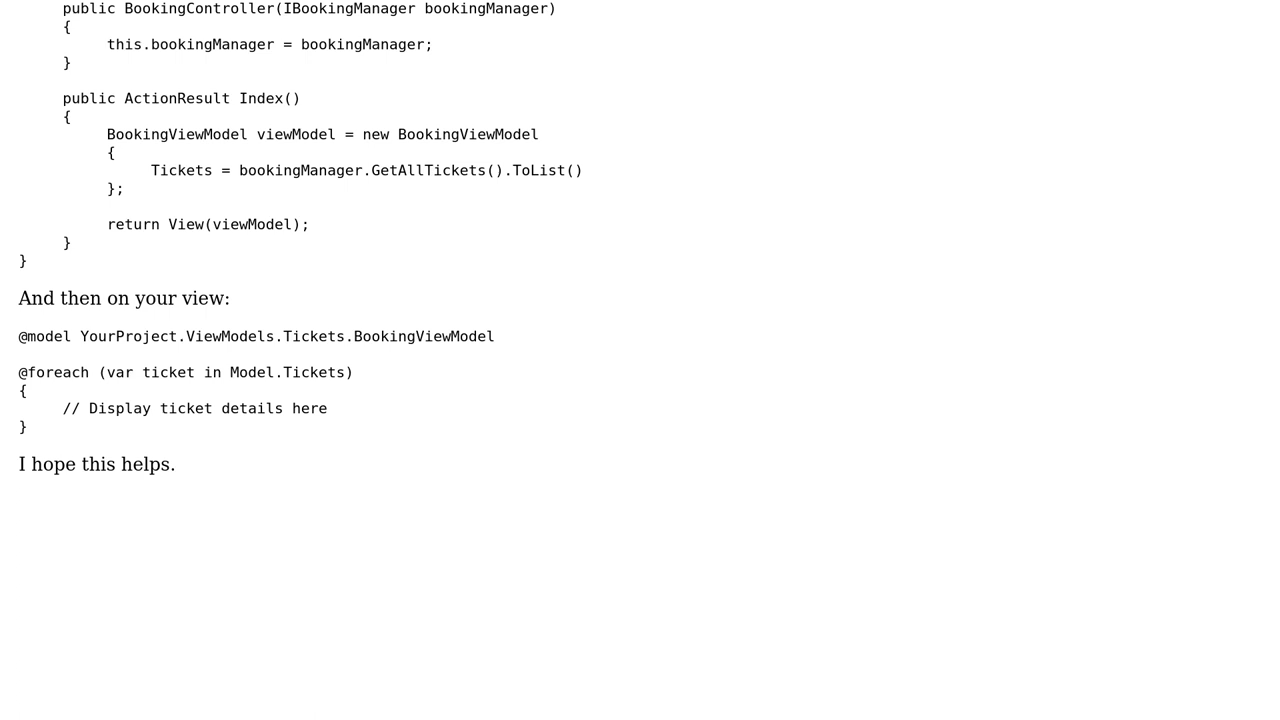 public BookingController(IBookingManager bookingManager)
{
this.bookingManager = bookingManager;
}
public ActionResult Index()
{
BookingViewModel viewModel = new BookingViewModel
{
Tickets = bookingManager.GetAllTickets().ToList()
};
return View(viewModel);
}
}
And then on your view:
@model YourProject.ViewModels.Tickets.BookingViewModel
@foreach (var ticket in Model.Tickets)
{
// Display ticket details here
}
I hope this helps.